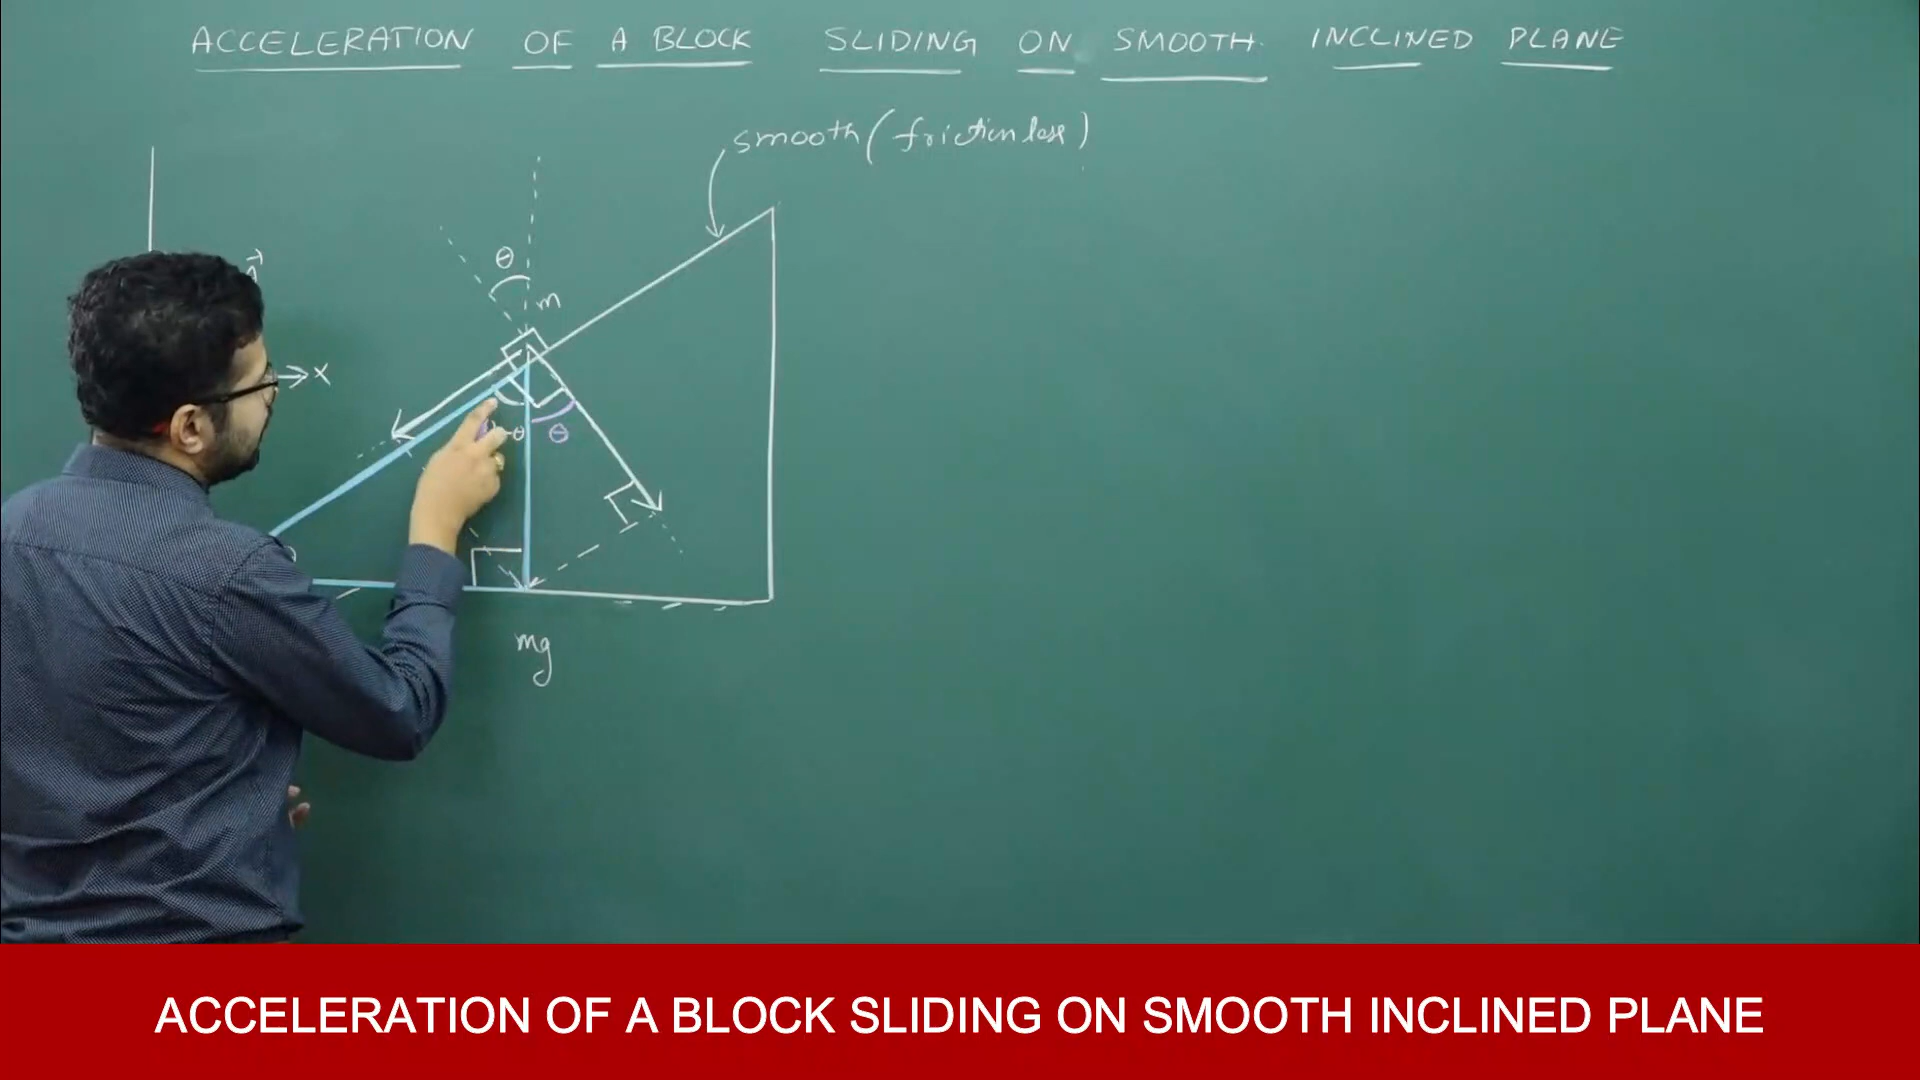 ACCELERATION OF A BLOCK SLIDING ON SMOOTH INCLINED PLANE
smooth (frictionless)
θ
m
x
θ θ
mg
ACCELERATION OF A BLOCK SLIDING ON SMOOTH INCLINED PLANE